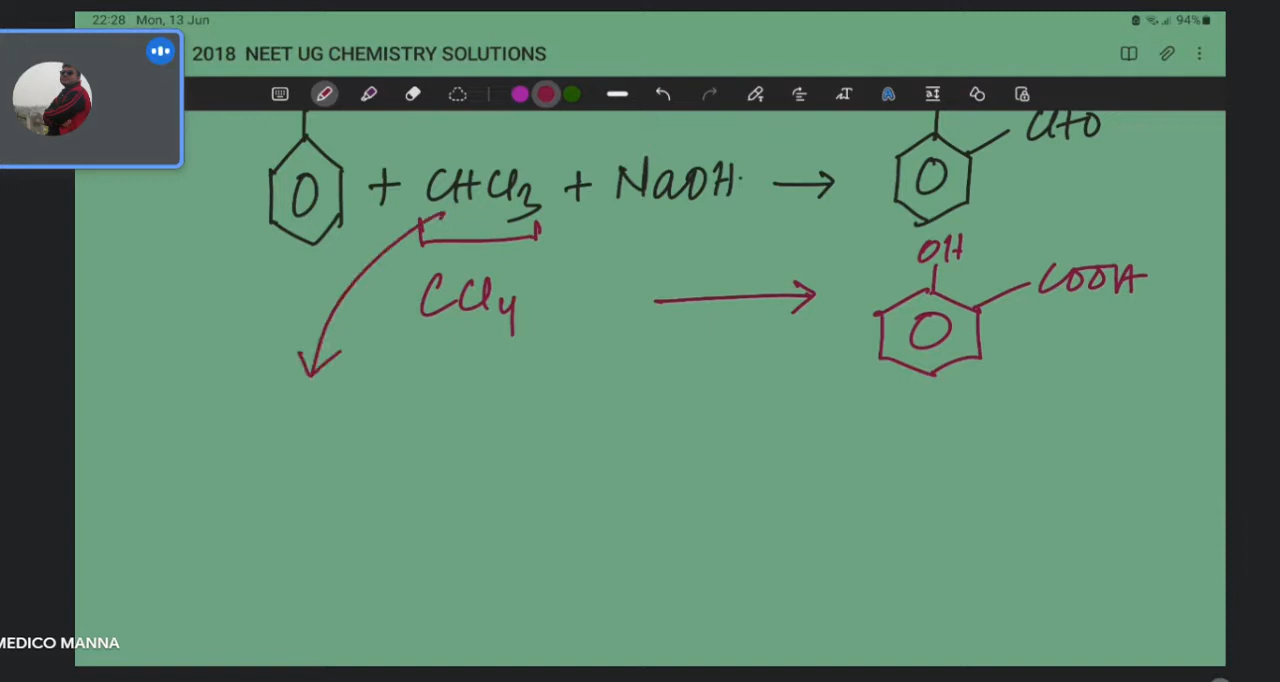 22:28 Mon, 13 Jun 94%
2018 NEET UG CHEMISTRY SOLUTIONS
CHO
+ CHCl3 + NaOH →
OH
CCl4 → COOH
MEDICO MANNA